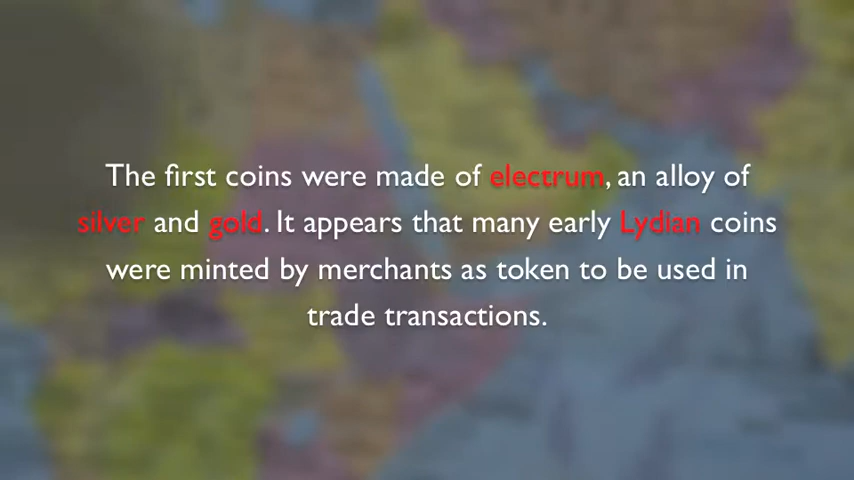 The first coins were made of electrum, an alloy of
silver and gold. It appears that many early Lydian coins
were minted by merchants as token to be used in
trade transactions.